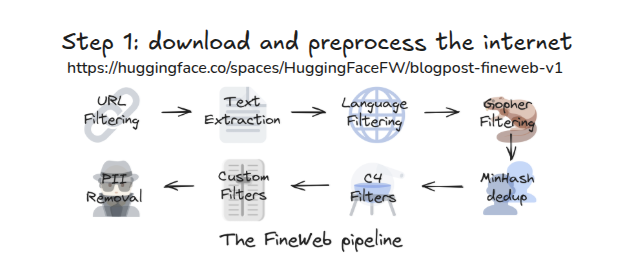 Step 1: download and preprocess the internet
https://huggingface.co/spaces/HuggingFaceFW/blogpost-fineweb-v1
URL
Filtering
Text
Extraction
Language
Filtering
Gopher
Filtering
MinHash
dedup
C4
Filters
Custom
Filters
PII
Removal
The FineWeb pipeline